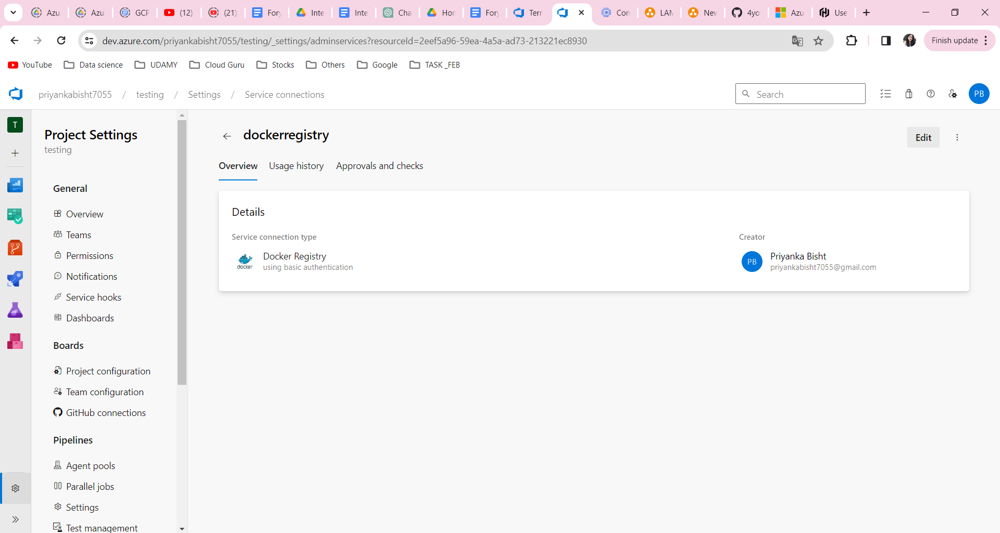 Azu
Azu
GCP
(12)
(21)
Fory
Inte
Inte
Cha
Hor
Fory
Terr
Con
LAM
New
4yo
Azu
Use
dev.azure.com/priyankabisht7055/testing/_settings/adminservices?resourceId=2eef5a96-59ea-4a5a-ad73-213221ec8930
Finish update
YouTube
Data science
UDAMY
Cloud Guru
Stocks
Others
Google
TASK _FEB
priyankabisht7055 / testing / Settings / Service connections
Search
PB
T
Project Settings
testing
General
Overview
Teams
Permissions
Notifications
Service hooks
Dashboards
Boards
Project configuration
Team configuration
GitHub connections
Pipelines
Agent pools
Parallel jobs
Settings
Test management
dockerregistry
Edit
Overview
Usage history
Approvals and checks
Details
Service connection type
docker
Docker Registry
using basic authentication
Creator
PB
Priyanka Bisht
priyankabisht7055@gmail.com